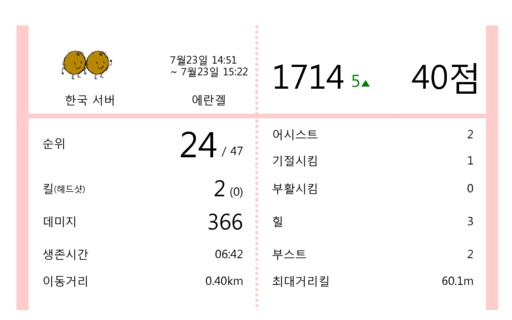 7월23일 14:51
~ 7월23일 15:22
한국 서버
에란겔
1714 5▲ 40점
순위 24 / 47
킬(헤드샷) 2 (0)
데미지 366
생존시간 06:42
이동거리 0.40km
어시스트 2
기절시킴 1
부활시킴 0
힐 3
부스트 2
최대거리킬 60.1m